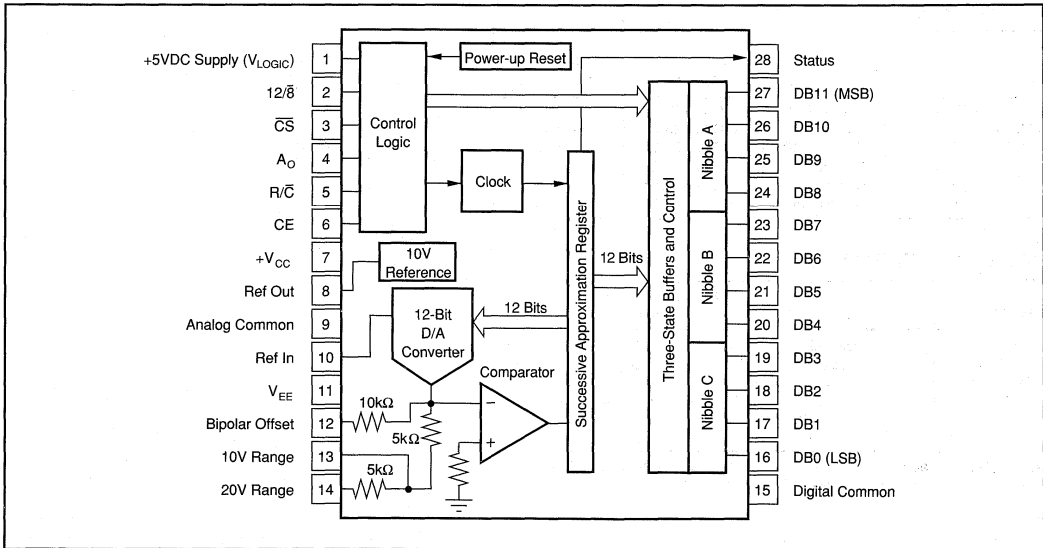 +5VDC Supply (VLOGIC) 1
12/8̅ 2
C̅S̅ 3
AO 4
R/C̅ 5
CE 6
+VCC 7
Ref Out 8
Analog Common 9
Ref In 10
VEE 11
Bipolar Offset 12
10V Range 13
20V Range 14
Control
Logic
Power-up Reset
Clock
10V
Reference
12-Bit
D/A
Converter
12 Bits
Comparator
10kΩ
5kΩ
5kΩ
−
+
Successive Approximation Register
12 Bits
Three-State Buffers and Control
Nibble A
Nibble B
Nibble C
28 Status
27 DB11 (MSB)
26 DB10
25 DB9
24 DB8
23 DB7
22 DB6
21 DB5
20 DB4
19 DB3
18 DB2
17 DB1
16 DB0 (LSB)
15 Digital Common